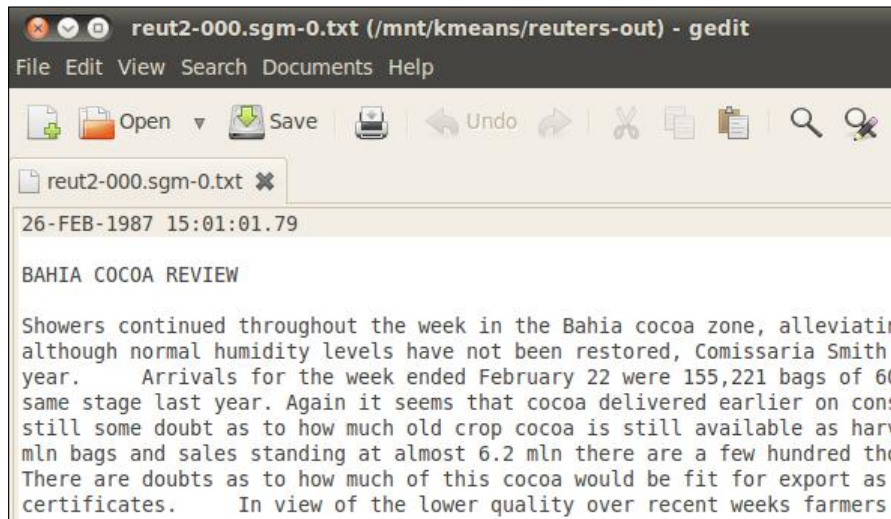 reut2-000.sgm-0.txt (/mnt/kmeans/reuters-out) - gedit
File Edit View Search Documents Help
Open Save Undo
reut2-000.sgm-0.txt
26-FEB-1987 15:01:01.79
BAHIA COCOA REVIEW
Showers continued throughout the week in the Bahia cocoa zone, alleviatin
although normal humidity levels have not been restored, Comissaria Smith
year.     Arrivals for the week ended February 22 were 155,221 bags of 60
same stage last year. Again it seems that cocoa delivered earlier on cons
still some doubt as to how much old crop cocoa is still available as harv
mln bags and sales standing at almost 6.2 mln there are a few hundred tho
There are doubts as to how much of this cocoa would be fit for export as
certificates.     In view of the lower quality over recent weeks farmers